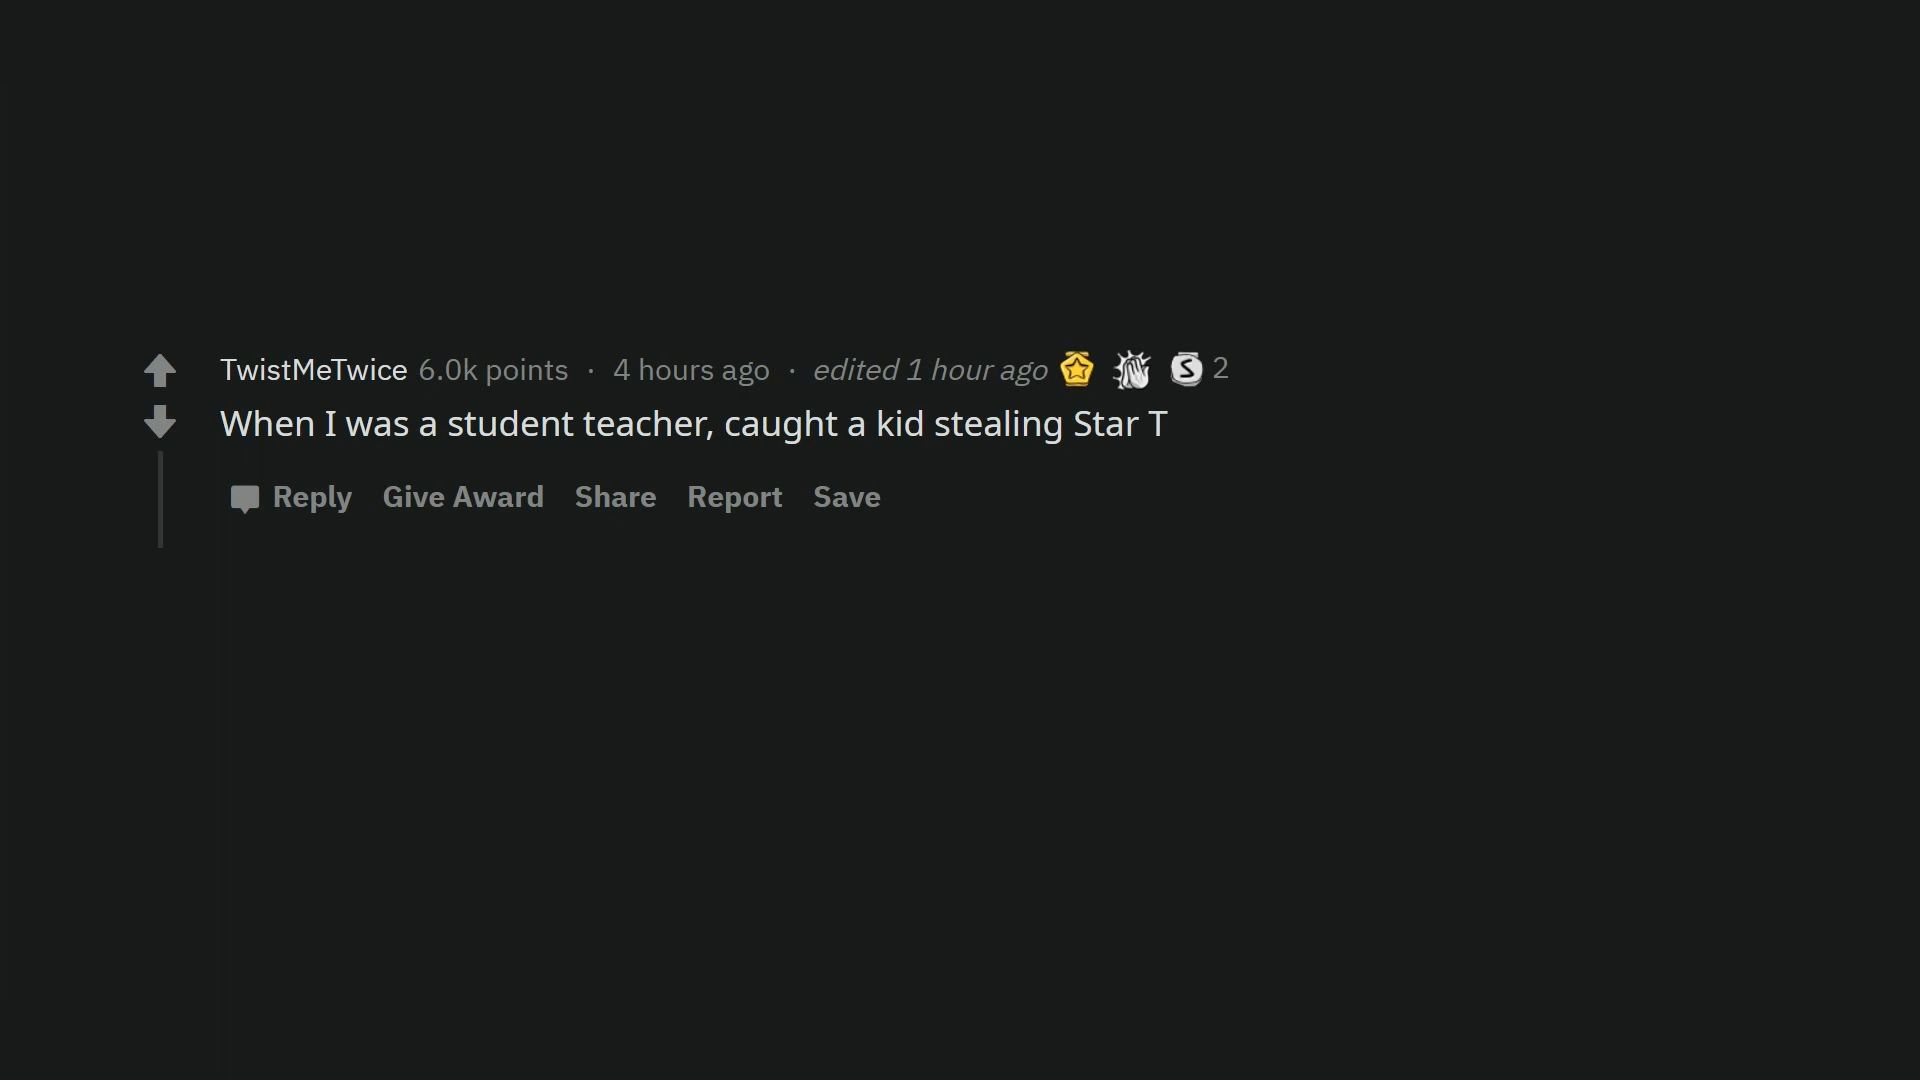 TwistMeTwice 6.0k points · 4 hours ago · edited 1 hour ago S 2
When I was a student teacher, caught a kid stealing Star T
Reply Give Award Share Report Save